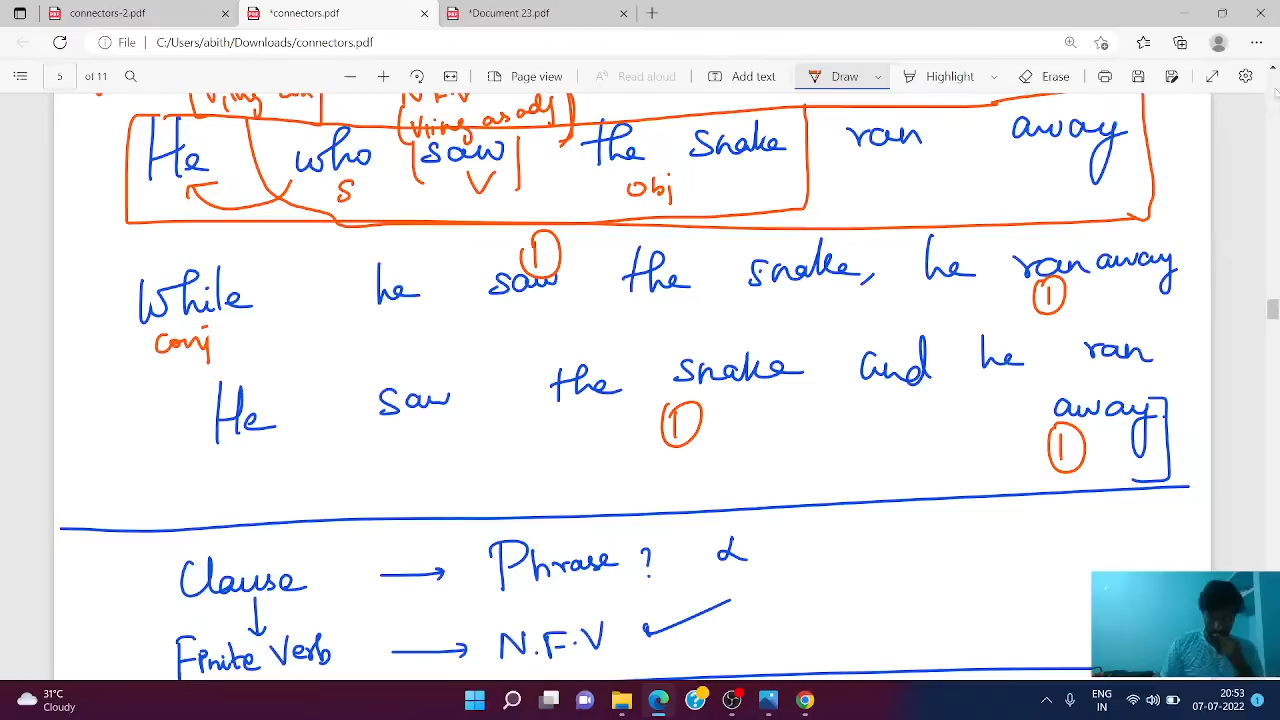 connectors-2.pdf
*connectors.pdf
*Document 23.pdf
File C:/Users/abith/Downloads/connectors.pdf
5 of 11
Page view
Read aloud
Add text
Draw
Highlight
Erase
N.F.V
(V+ing as adj)
He who saw the snake ran away
S V obj
1
While he saw the snake, he ran away
conj 1
He saw the snake and he ran
away
1 1
Clause → Phrase ?
Finite Verb → N.F.V
31°C
Cloudy
ENG
IN
20:53
07-07-2022